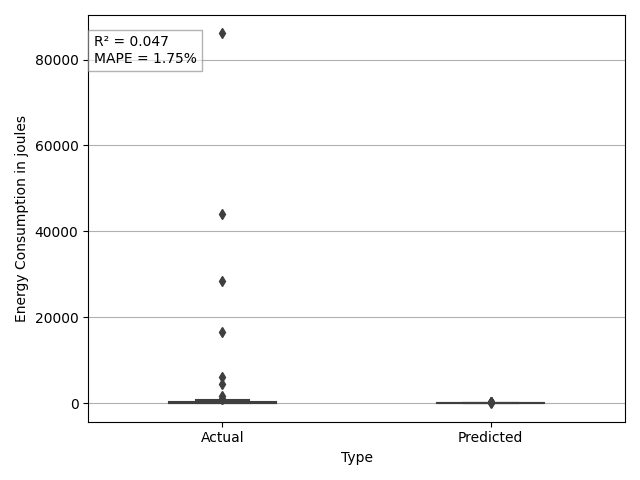 R² = 0.047
MAPE = 1.75%
80000
60000
40000
20000
0
Energy Consumption in joules
Actual
Predicted
Type